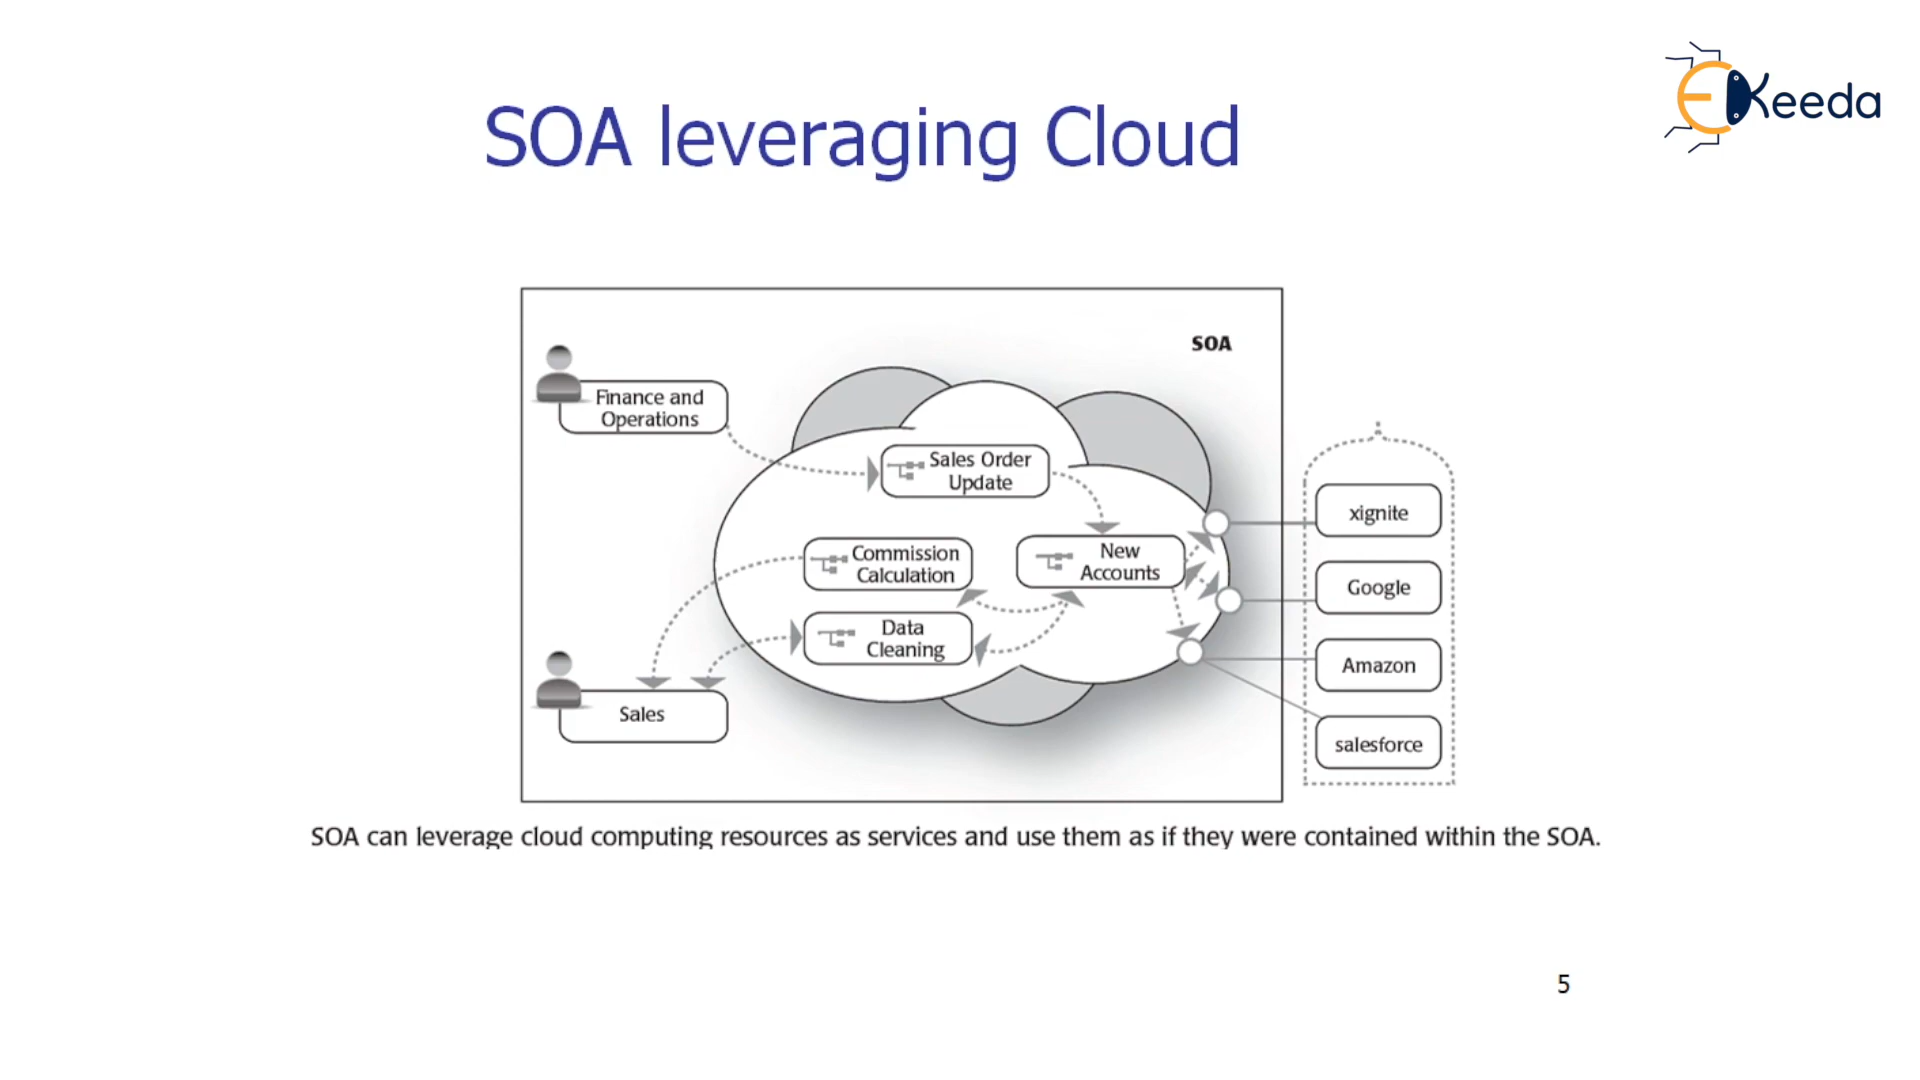 EKeeda
SOA leveraging Cloud
SOA
Finance and
Operations
Sales Order
Update
xignite
Commission
Calculation
New
Accounts
Google
Data
Cleaning
Amazon
Sales
salesforce
SOA can leverage cloud computing resources as services and use them as if they were contained within the SOA.
5